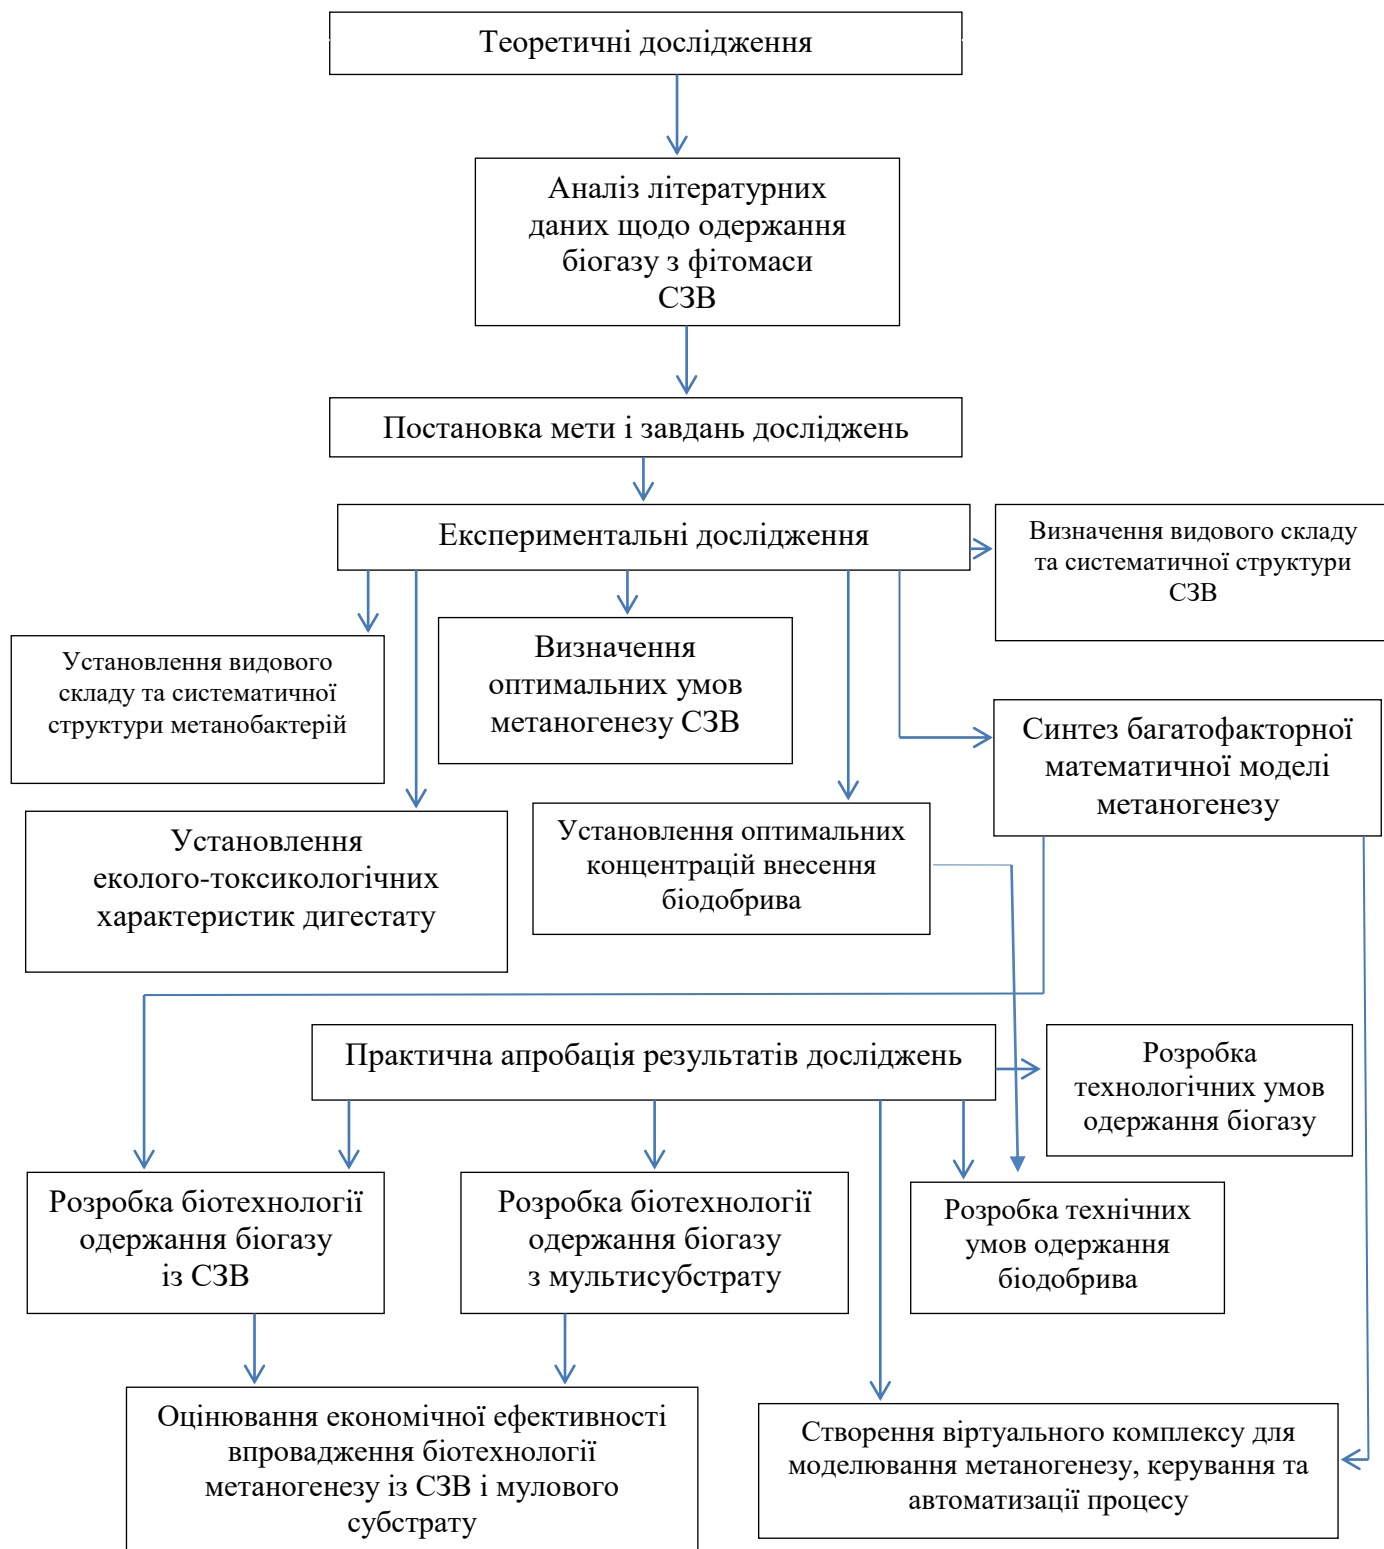 Теоретичні дослідження
Аналіз літературних
даних щодо одержання
біогазу з фітомаси
СЗВ
Постановка мети і завдань досліджень
Експериментальні дослідження
Визначення видового складу
та систематичної структури
СЗВ
Установлення видового
складу та систематичної
структури метанобактерій
Визначення
оптимальних умов
метаногенезу СЗВ
Синтез багатофакторної
математичної моделі
метаногенезу
Установлення
еколого-токсикологічних
характеристик дигестату
Установлення оптимальних
концентрацій внесення
біодобрива
Практична апробація результатів досліджень
Розробка
технологічних умов
одержання біогазу
Розробка біотехнології
одержання біогазу
із СЗВ
Розробка біотехнології
одержання біогазу
з мультисубстрату
Розробка технічних
умов одержання
біодобрива
Оцінювання економічної ефективності
впровадження біотехнології
метаногенезу із СЗВ і мулового
субстрату
Створення віртуального комплексу для
моделювання метаногенезу, керування та
автоматизації процесу